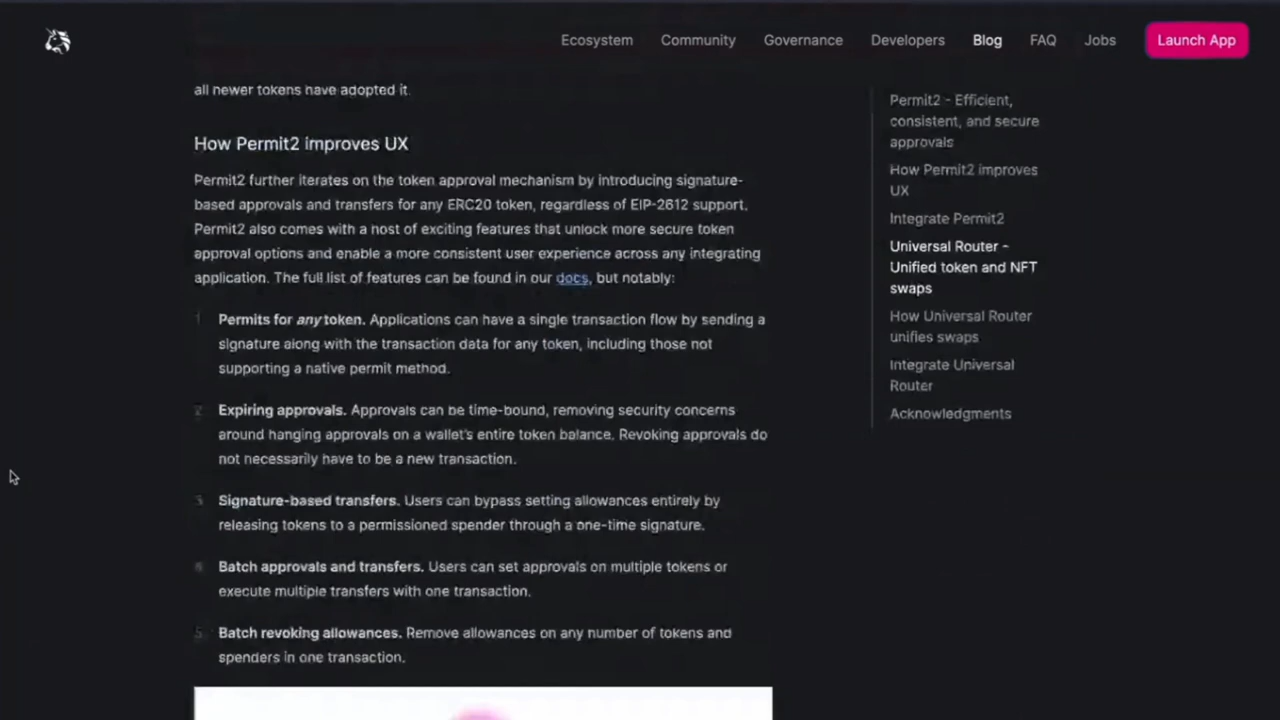 Ecosystem
Community
Governance
Developers
Blog
FAQ
Jobs
Launch App
all newer tokens have adopted it.
How Permit2 improves UX
Permit2 further iterates on the token approval mechanism by introducing signature-
based approvals and transfers for any ERC20 token, regardless of EIP-2612 support.
Permit2 also comes with a host of exciting features that unlock more secure token
approval options and enable a more consistent user experience across any integrating
application. The full list of features can be found in our docs, but notably:
1 Permits for any token. Applications can have a single transaction flow by sending a
signature along with the transaction data for any token, including those not
supporting a native permit method.
2 Expiring approvals. Approvals can be time-bound, removing security concerns
around hanging approvals on a wallet's entire token balance. Revoking approvals do
not necessarily have to be a new transaction.
3 Signature-based transfers. Users can bypass setting allowances entirely by
releasing tokens to a permissioned spender through a one-time signature.
4 Batch approvals and transfers. Users can set approvals on multiple tokens or
execute multiple transfers with one transaction.
5 Batch revoking allowances. Remove allowances on any number of tokens and
spenders in one transaction.
Permit2 - Efficient,
consistent, and secure
approvals
How Permit2 improves
UX
Integrate Permit2
Universal Router -
Unified token and NFT
swaps
How Universal Router
unifies swaps
Integrate Universal
Router
Acknowledgments